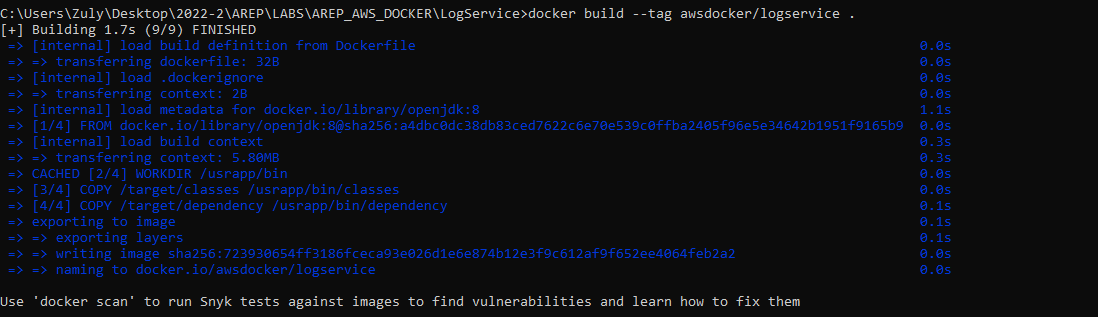 C:\Users\Zuly\Desktop\2022-2\AREP\LABS\AREP_AWS_DOCKER\LogService>docker build --tag awsdocker/logservice .
[+] Building 1.7s (9/9) FINISHED
=> [internal] load build definition from Dockerfile 0.0s
=> => transferring dockerfile: 32B 0.0s
=> [internal] load .dockerignore 0.0s
=> => transferring context: 2B 0.0s
=> [internal] load metadata for docker.io/library/openjdk:8 1.1s
=> [1/4] FROM docker.io/library/openjdk:8@sha256:a4dbc0dc38db83ced7622c6e70e539c0ffba2405f96e5e34642b1951f9165b9 0.0s
=> [internal] load build context 0.3s
=> => transferring context: 5.80MB 0.3s
=> CACHED [2/4] WORKDIR /usrapp/bin 0.0s
=> [3/4] COPY /target/classes /usrapp/bin/classes 0.0s
=> [4/4] COPY /target/dependency /usrapp/bin/dependency 0.1s
=> exporting to image 0.1s
=> => exporting layers 0.1s
=> => writing image sha256:723930654ff3186fceca93e026d1e6e874b12e3f9c612af9f652ee4064feb2a2 0.0s
=> => naming to docker.io/awsdocker/logservice 0.0s
Use 'docker scan' to run Snyk tests against images to find vulnerabilities and learn how to fix them